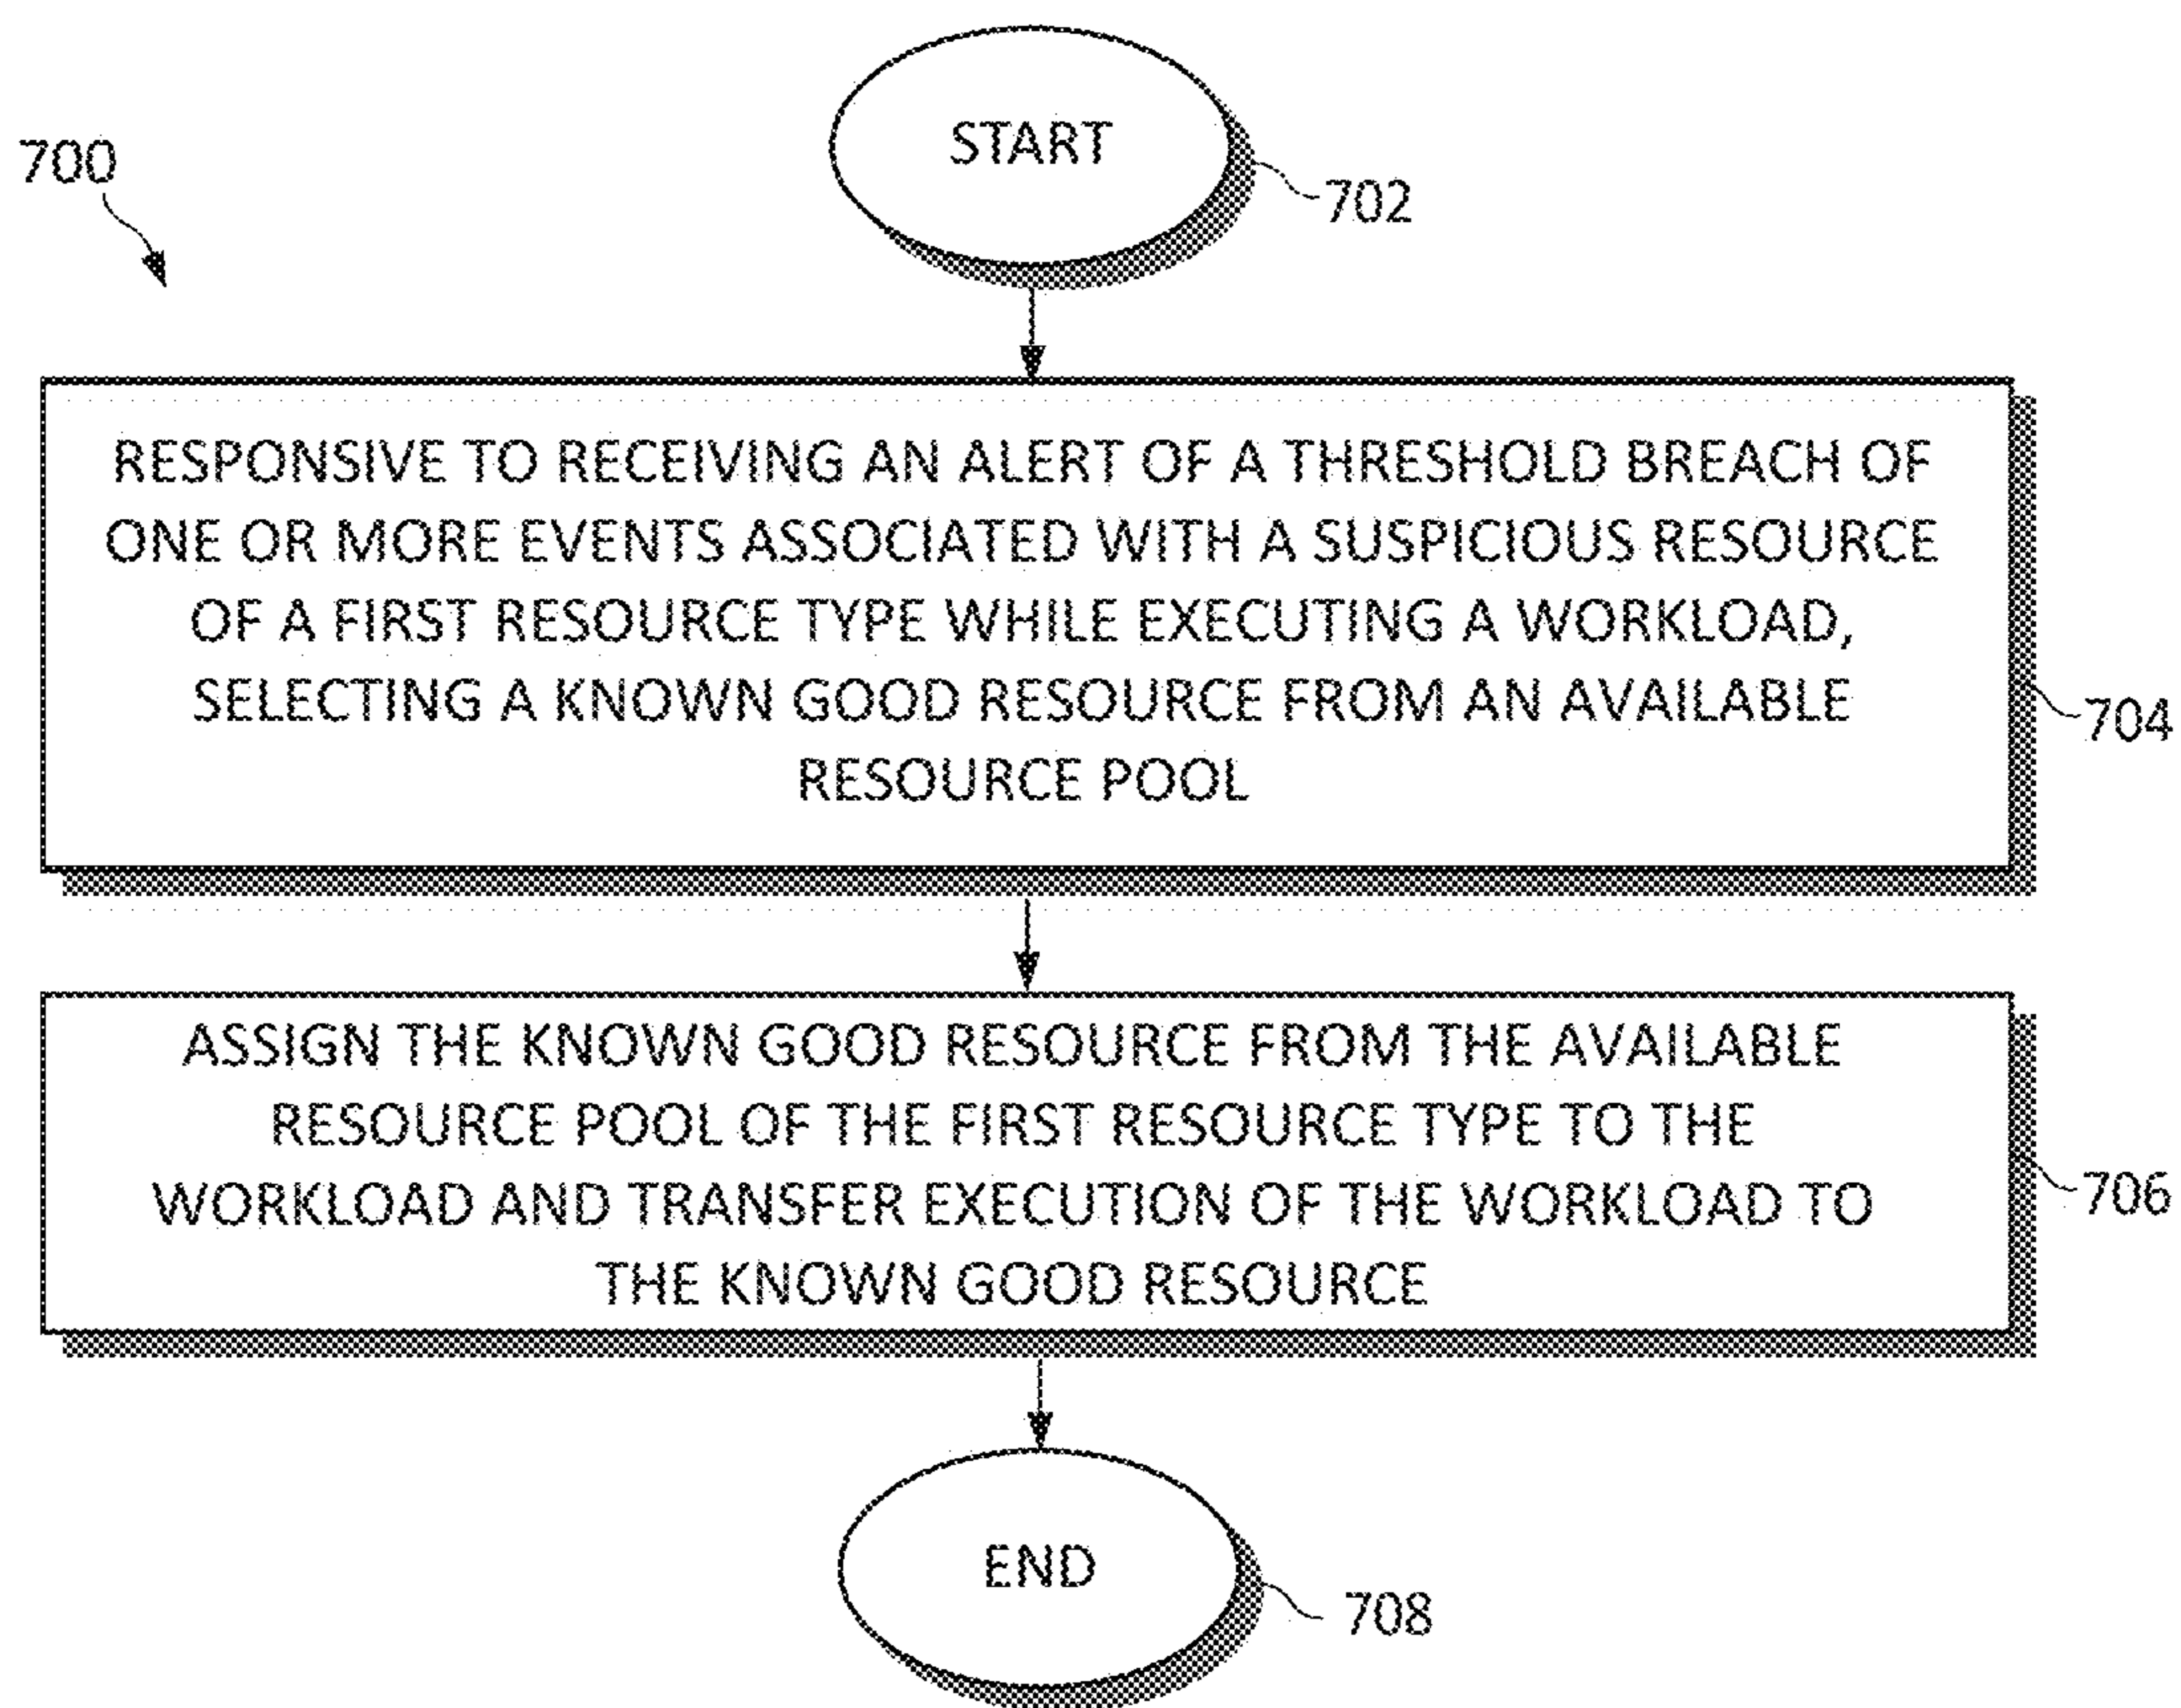 700
START
702
RESPONSIVE TO RECEIVING AN ALERT OF A THRESHOLD BREACH OF
ONE OR MORE EVENTS ASSOCIATED WITH A SUSPICIOUS RESOURCE
OF A FIRST RESOURCE TYPE WHILE EXECUTING A WORKLOAD,
SELECTING A KNOWN GOOD RESOURCE FROM AN AVAILABLE
RESOURCE POOL
704
ASSIGN THE KNOWN GOOD RESOURCE FROM THE AVAILABLE
RESOURCE POOL OF THE FIRST RESOURCE TYPE TO THE
WORKLOAD AND TRANSFER EXECUTION OF THE WORKLOAD TO
THE KNOWN GOOD RESOURCE
706
END
708